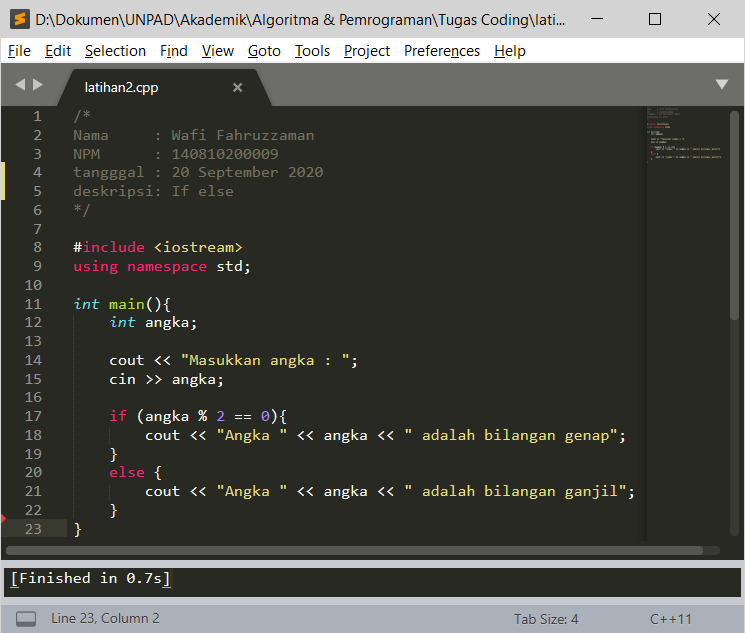 D:\Dokumen\UNPAD\Akademik\Algoritma & Pemrograman\Tugas Coding\lati...
File Edit Selection Find View Goto Tools Project Preferences Help
latihan2.cpp
1 /*
2 Nama     : Wafi Fahruzzaman
3 NPM      : 140810200009
4 tangggal : 20 September 2020
5 deskripsi: If else
6 */
7
8 #include <iostream>
9 using namespace std;
10
11 int main(){
12     int angka;
13
14     cout << "Masukkan angka : ";
15     cin >> angka;
16
17     if (angka % 2 == 0){
18         cout << "Angka " << angka << " adalah bilangan genap";
19     }
20     else {
21         cout << "Angka " << angka << " adalah bilangan ganjil";
22     }
23 }
[Finished in 0.7s]
Line 23, Column 2 Tab Size: 4 C++11